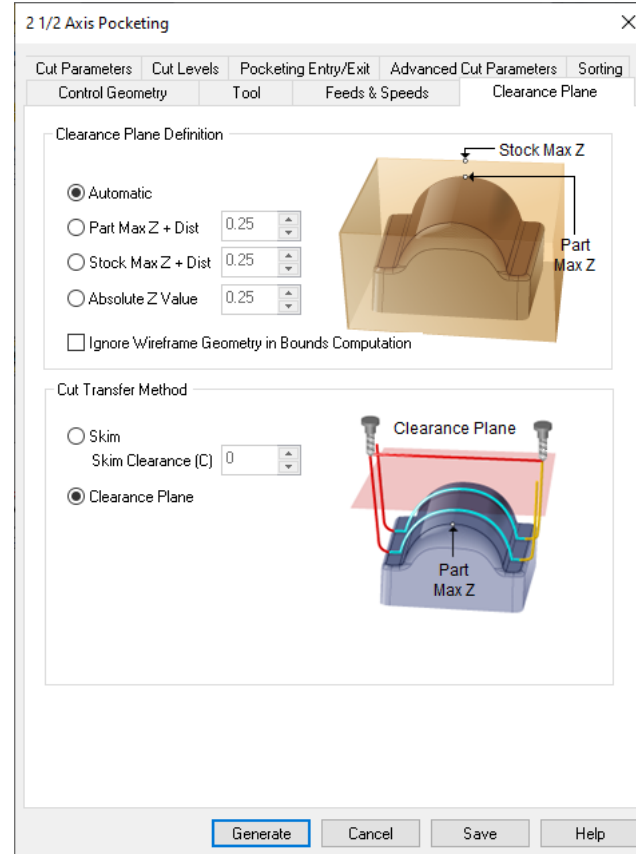 2 1/2 Axis Pocketing
Cut Parameters Cut Levels Pocketing Entry/Exit Advanced Cut Parameters Sorting
Control Geometry Tool Feeds & Speeds Clearance Plane
Clearance Plane Definition
Stock Max Z
Automatic
Part Max Z + Dist 0.25
Part
Max Z
Stock Max Z + Dist 0.25
Absolute Z Value 0.25
Ignore Wireframe Geometry in Bounds Computation
Cut Transfer Method
Skim
Clearance Plane
Skim Clearance (C) 0
Clearance Plane
Part
Max Z
Generate Cancel Save Help